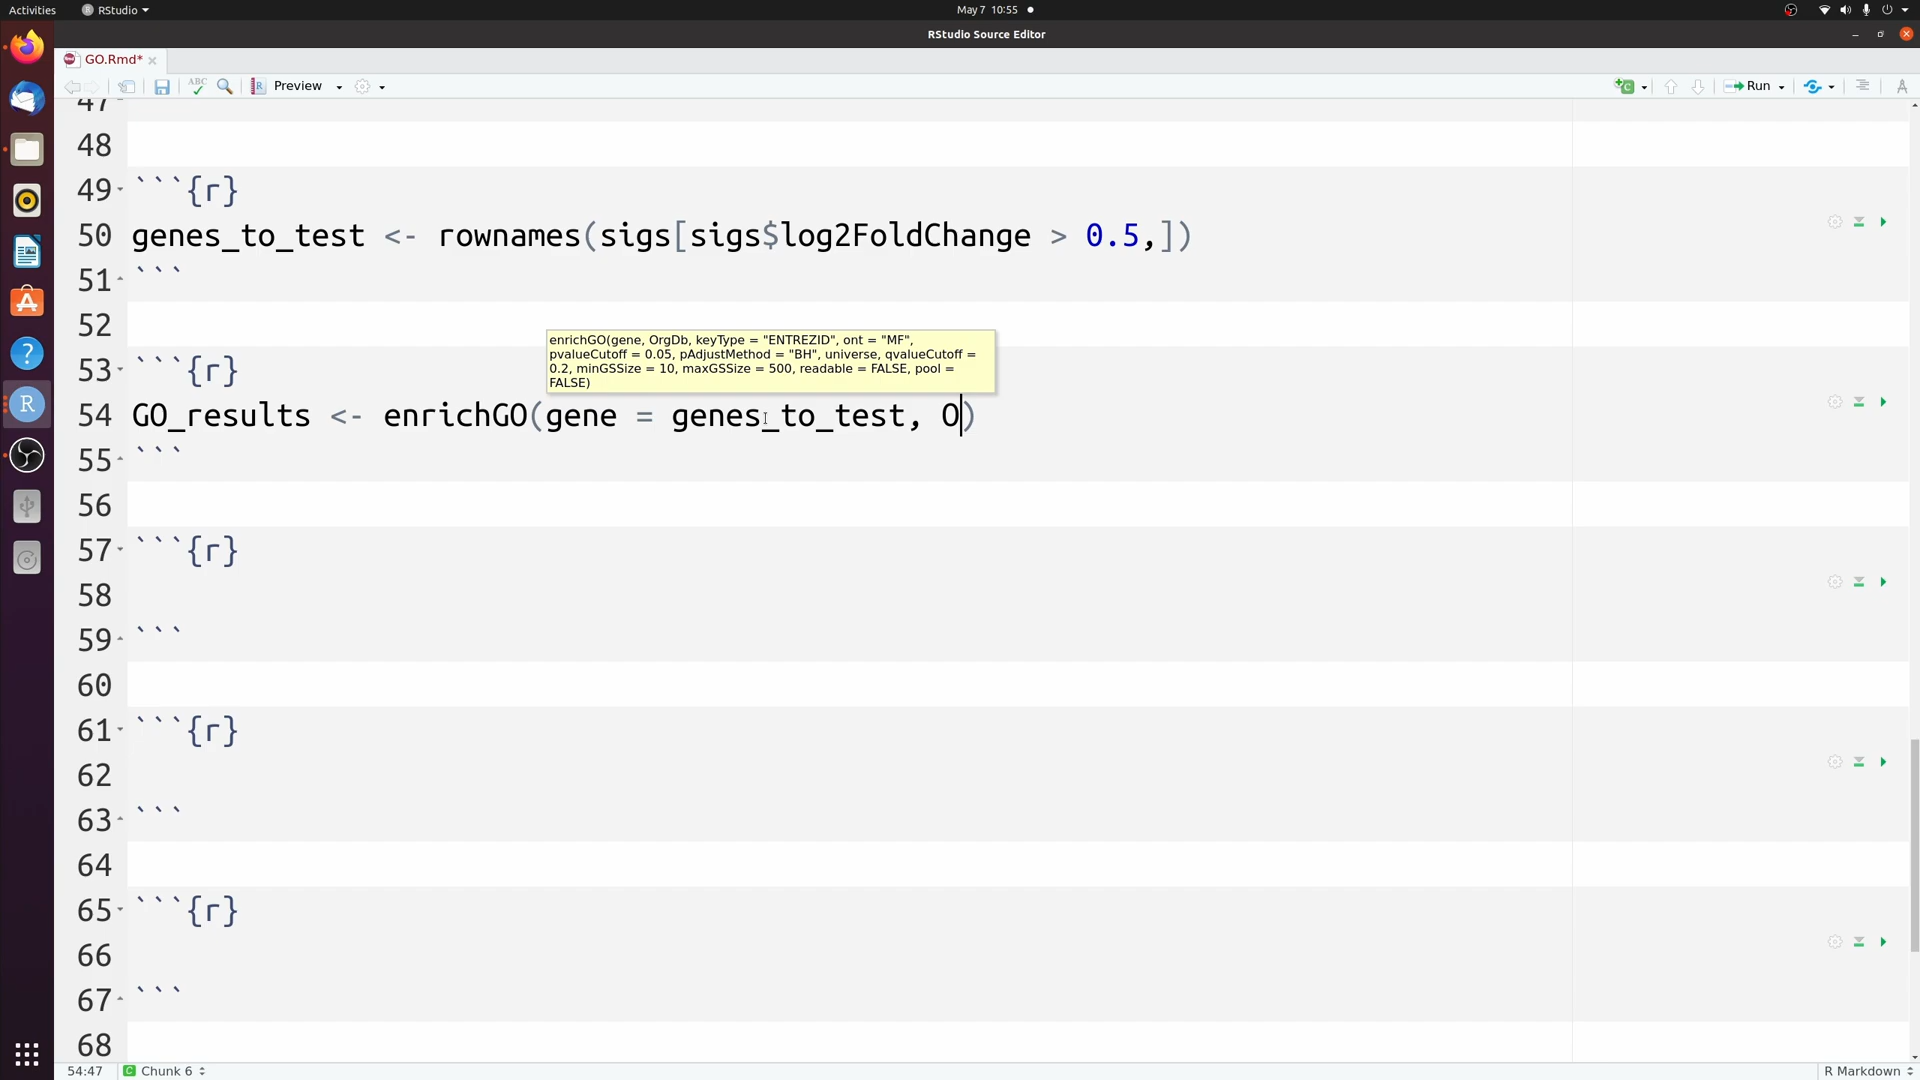 Activities RStudio May 7 10:55
RStudio Source Editor
GO.Rmd*
ABC Preview Run
47
48
49 ```{r}
50 genes_to_test <- rownames(sigs[sigs$log2FoldChange > 0.5,])
51 ```
52
enrichGO(gene, OrgDb, keyType = "ENTREZID", ont = "MF",
pvalueCutoff = 0.05, pAdjustMethod = "BH", universe, qvalueCutoff =
0.2, minGSSize = 10, maxGSSize = 500, readable = FALSE, pool =
FALSE)
53 ```{r}
54 GO_results <- enrichGO(gene = genes_to_test, O)
55 ```
56
57 ```{r}
58
59 ```
60
61 ```{r}
62
63 ```
64
65 ```{r}
66
67 ```
68
54:47 C Chunk 6 R Markdown